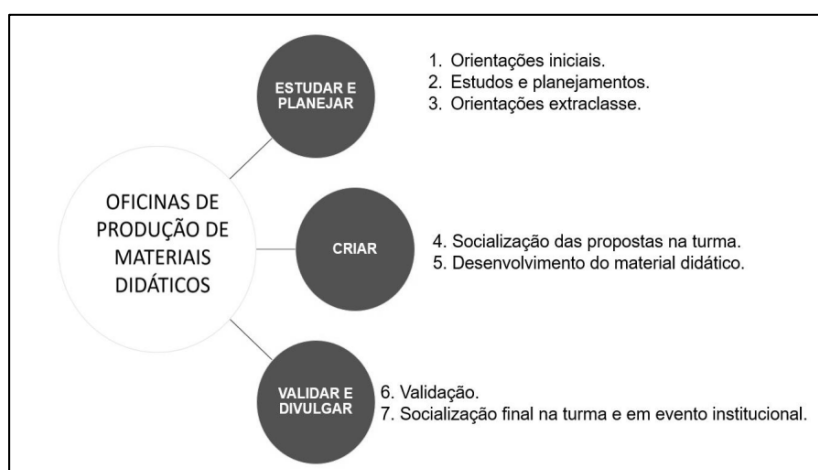 OFICINAS DE
PRODUÇÃO DE
MATERIAIS
DIDÁTICOS
ESTUDAR E
PLANEJAR
1. Orientações iniciais.
2. Estudos e planejamentos.
3. Orientações extraclasse.
CRIAR
4. Socialização das propostas na turma.
5. Desenvolvimento do material didático.
VALIDAR E
DIVULGAR
6. Validação.
7. Socialização final na turma e em evento institucional.